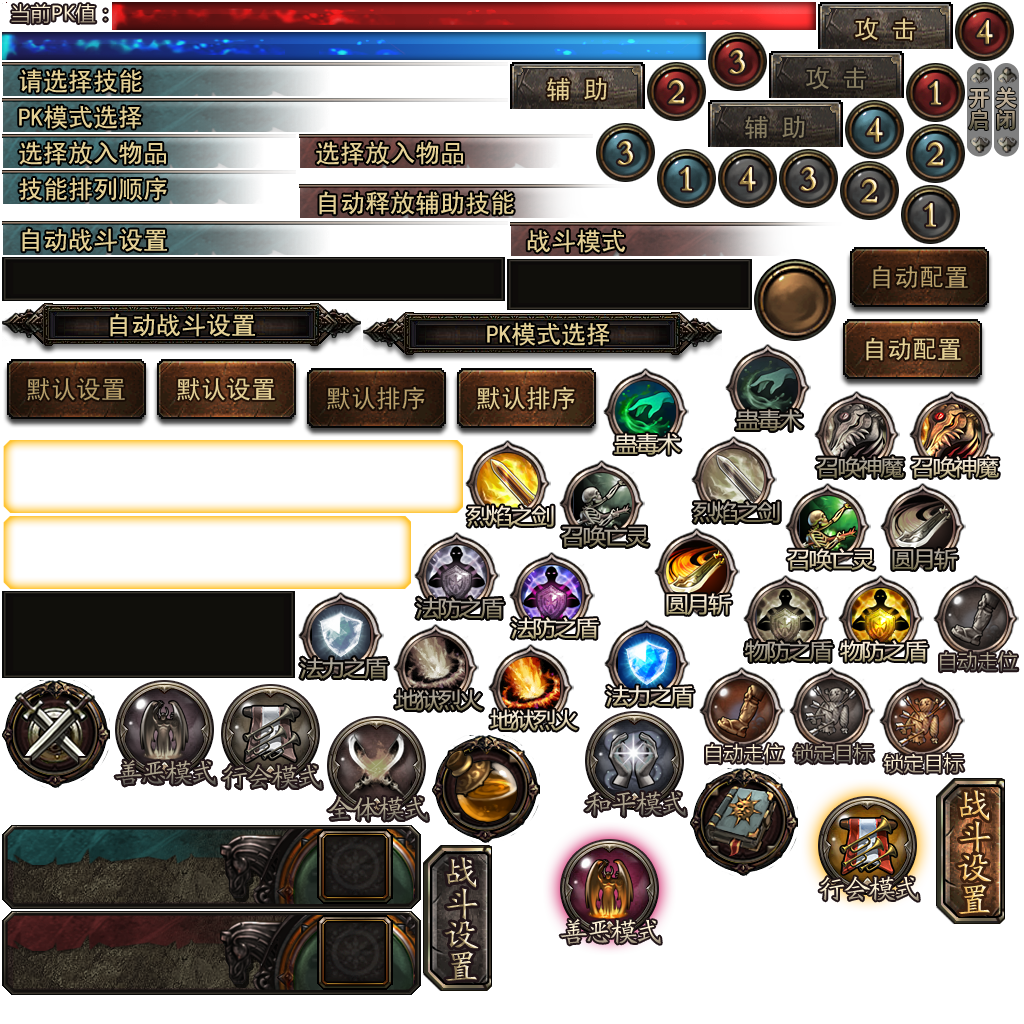 当前PK值：
攻击
4
3
请选择技能
辅助
2
攻击
1
开启
关闭
PK模式选择
辅助
4
选择放入物品
选择放入物品
3
2
技能排列顺序
1
4
3
2
自动释放辅助技能
1
自动战斗设置
战斗模式
自动配置
自动战斗设置
PK模式选择
自动配置
默认设置
默认设置
默认排序
默认排序
蛊毒术
蛊毒术
召唤神魔
召唤神魔
烈焰之剑
烈焰之剑
召唤亡灵
召唤亡灵
圆月斩
法防之盾
圆月斩
法防之盾
物防之盾
物防之盾
自动走位
法力之盾
法力之盾
地狱烈火
地狱烈火
自动走位
锁定目标
锁定目标
善恶模式
行会模式
全体模式
和平模式
战斗设置
行会模式
战斗设置
善恶模式